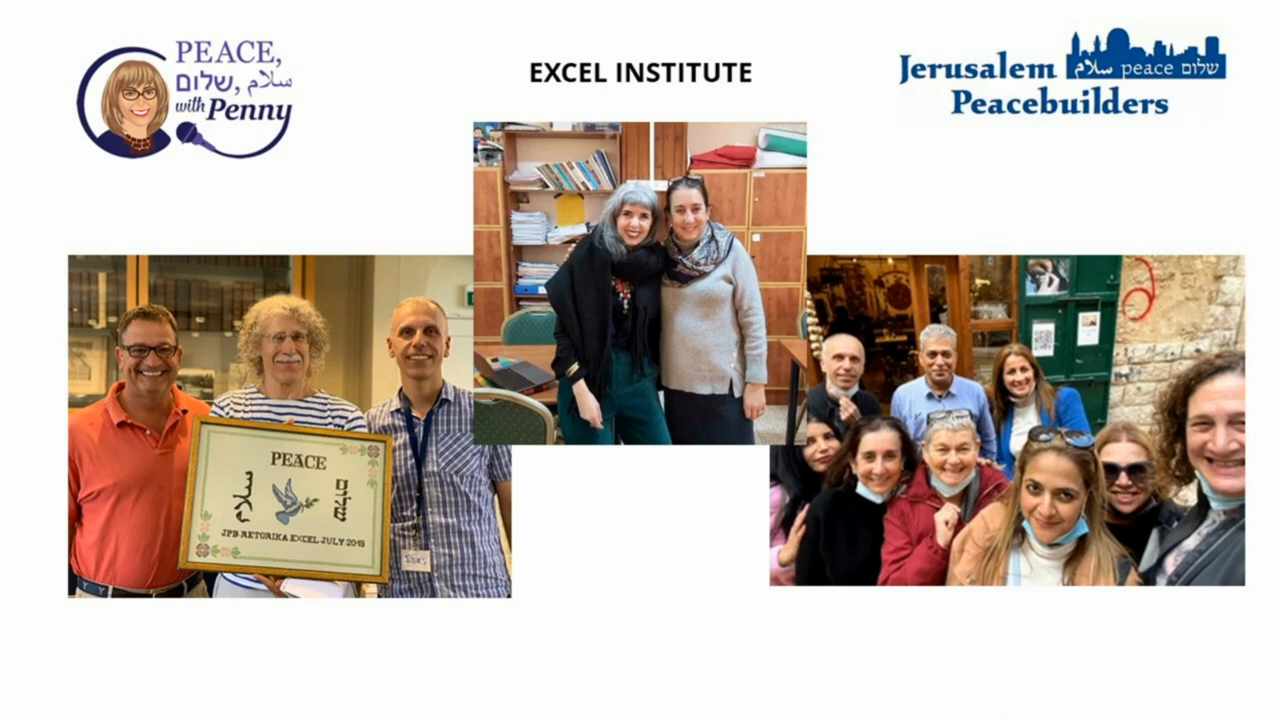 PEACE,
שלום, سلام
with Penny
EXCEL INSTITUTE
Jerusalem
سلام peace שלום
Peacebuilders
PEACE
سلام
שלום
JPB·RETORIKA EXCEL·JULY·2019